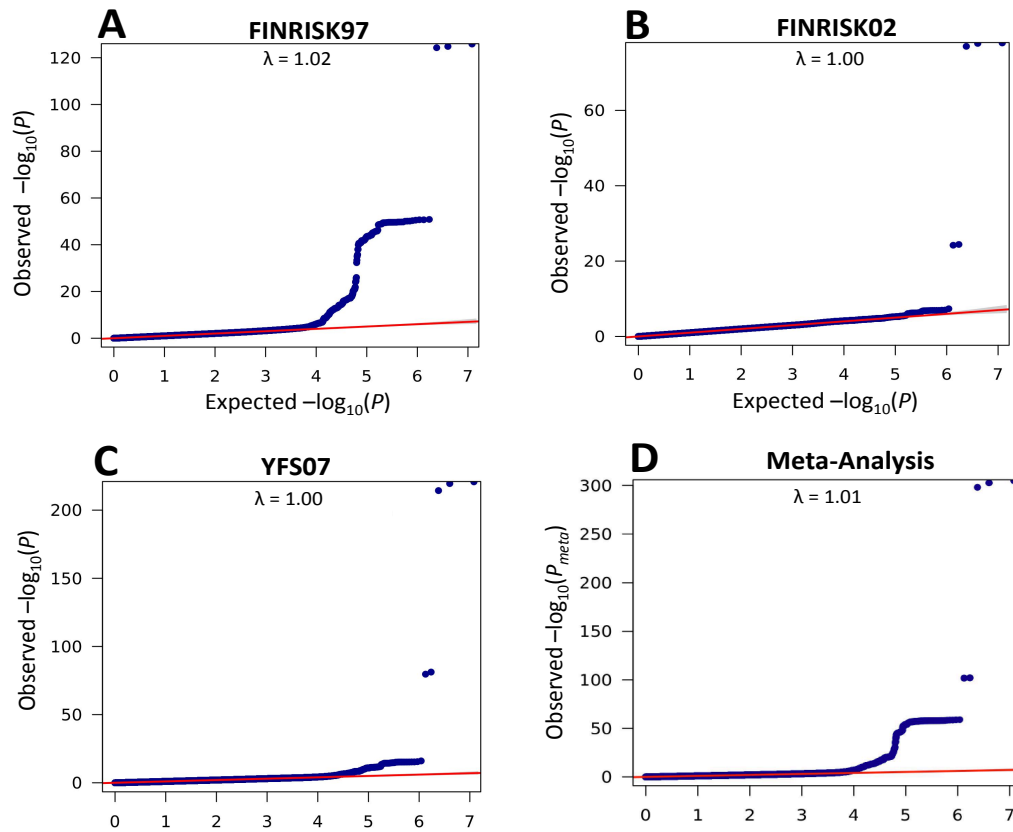 A
FINRISK97
λ = 1.02
Observed –log10(P)
120
100
80
60
40
20
0
0 1 2 3 4 5 6 7
Expected –log10(P)
B
FINRISK02
λ = 1.00
Observed –log10(P)
60
40
20
0
0 1 2 3 4 5 6 7
Expected –log10(P)
C
YFS07
λ = 1.00
Observed –log10(P)
200
150
100
50
0
0 1 2 3 4 5 6 7
D
Meta-Analysis
λ = 1.01
Observed –log10(Pmeta)
300
250
200
150
100
50
0
0 1 2 3 4 5 6 7